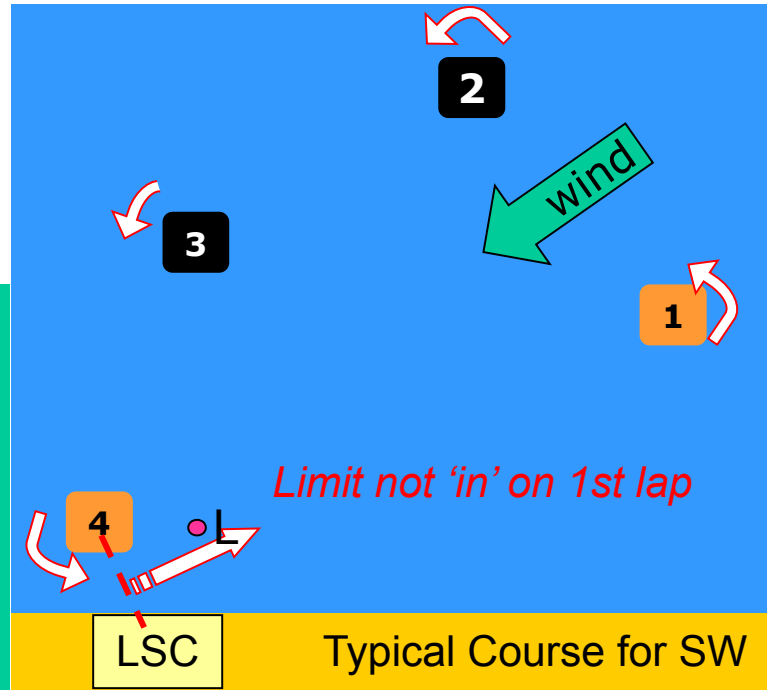 2
wind
3
1
Limit not ‘in’ on 1st lap
4
L
LSC
Typical Course for SW